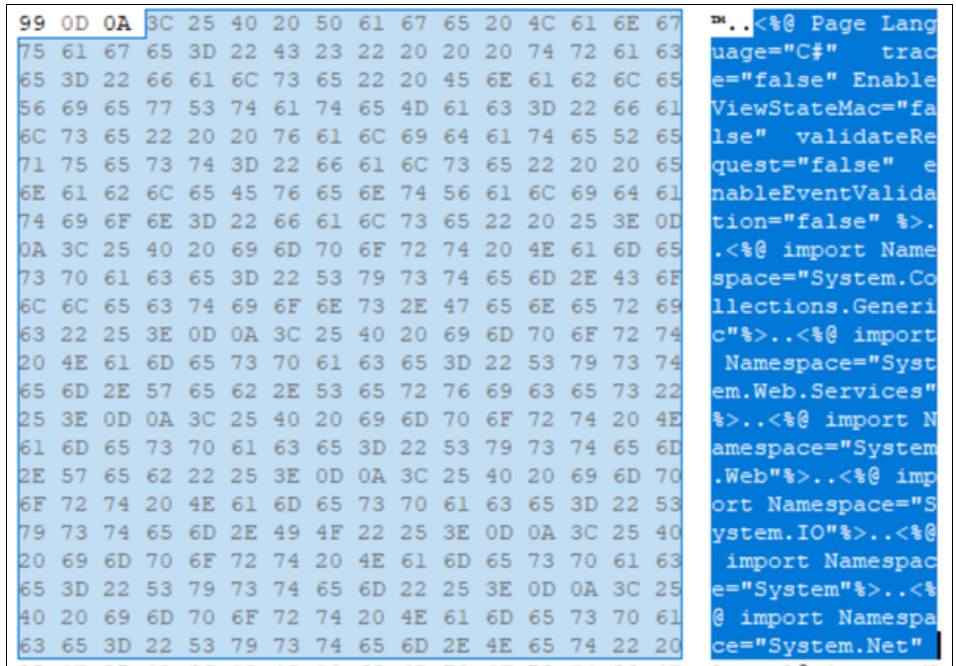 99 0D 0A 3C 25 40 20 50 61 67 65 20 4C 61 6E 67 ™..<%@ Page Lang
75 61 67 65 3D 22 43 23 22 20 20 20 74 72 61 63 uage="C#"   trac
65 3D 22 66 61 6C 73 65 22 20 45 6E 61 62 6C 65 e="false" Enable
56 69 65 77 53 74 61 74 65 4D 61 63 3D 22 66 61 ViewStateMac="fa
6C 73 65 22 20 20 76 61 6C 69 64 61 74 65 52 65 lse"  validateRe
71 75 65 73 74 3D 22 66 61 6C 73 65 22 20 20 65 quest="false"  e
6E 61 62 6C 65 45 76 65 6E 74 56 61 6C 69 64 61 nableEventValida
74 69 6F 6E 3D 22 66 61 6C 73 65 22 20 25 3E 0D tion="false" %>.
0A 3C 25 40 20 69 6D 70 6F 72 74 20 4E 61 6D 65 .<%@ import Name
73 70 61 63 65 3D 22 53 79 73 74 65 6D 2E 43 6F space="System.Co
6C 6C 65 63 74 69 6F 6E 73 2E 47 65 6E 65 72 69 llections.Generi
63 22 25 3E 0D 0A 3C 25 40 20 69 6D 70 6F 72 74 c"%>..<%@ import
20 4E 61 6D 65 73 70 61 63 65 3D 22 53 79 73 74  Namespace="Syst
65 6D 2E 57 65 62 2E 53 65 72 76 69 63 65 73 22 em.Web.Services"
25 3E 0D 0A 3C 25 40 20 69 6D 70 6F 72 74 20 4E %>..<%@ import N
61 6D 65 73 70 61 63 65 3D 22 53 79 73 74 65 6D amespace="System
2E 57 65 62 22 25 3E 0D 0A 3C 25 40 20 69 6D 70 .Web"%>..<%@ imp
6F 72 74 20 4E 61 6D 65 73 70 61 63 65 3D 22 53 ort Namespace="S
79 73 74 65 6D 2E 49 4F 22 25 3E 0D 0A 3C 25 40 ystem.IO"%>..<%@
20 69 6D 70 6F 72 74 20 4E 61 6D 65 73 70 61 63  import Namespac
65 3D 22 53 79 73 74 65 6D 22 25 3E 0D 0A 3C 25 e="System"%>..<%
40 20 69 6D 70 6F 72 74 20 4E 61 6D 65 73 70 61 @ import Namespa
63 65 3D 22 53 79 73 74 65 6D 2E 4E 65 74 22 20 ce="System.Net"